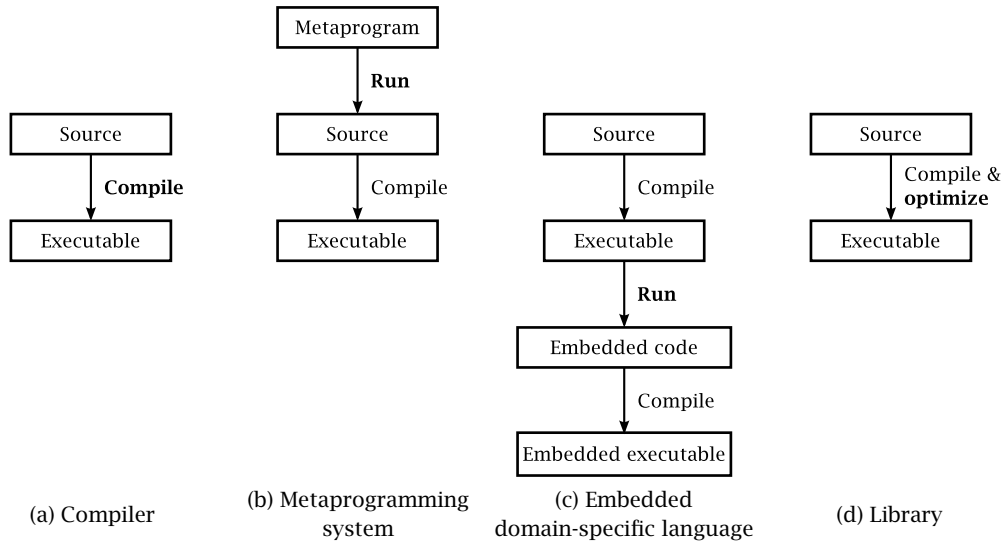 Metaprogram
Run
Source
Source
Source
Source
Compile
Compile
Compile
Compile &
optimize
Executable
Executable
Executable
Executable
Run
Embedded code
Compile
Embedded executable
(a) Compiler
(b) Metaprogramming
system
(c) Embedded
domain-specific language
(d) Library